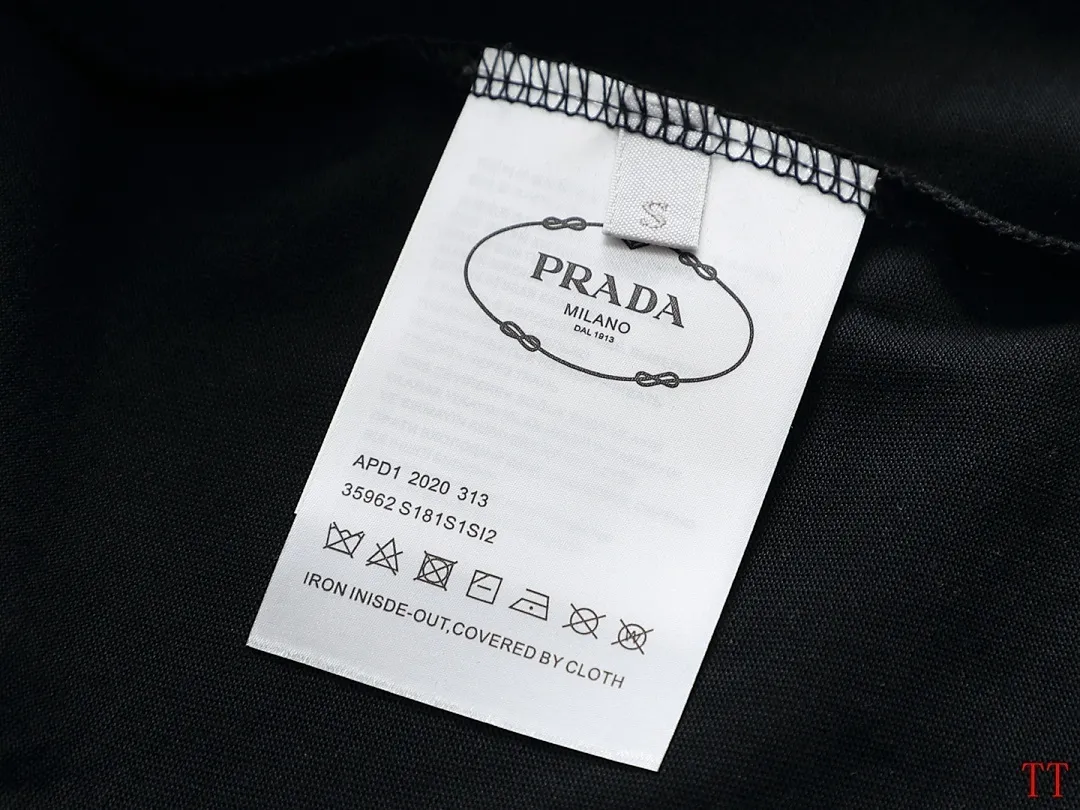 S
PRADA
MILANO
DAL 1913
APD1 2020 313
35962 S181S1SI2
IRON INISDE-OUT,COVERED BY CLOTH
TT